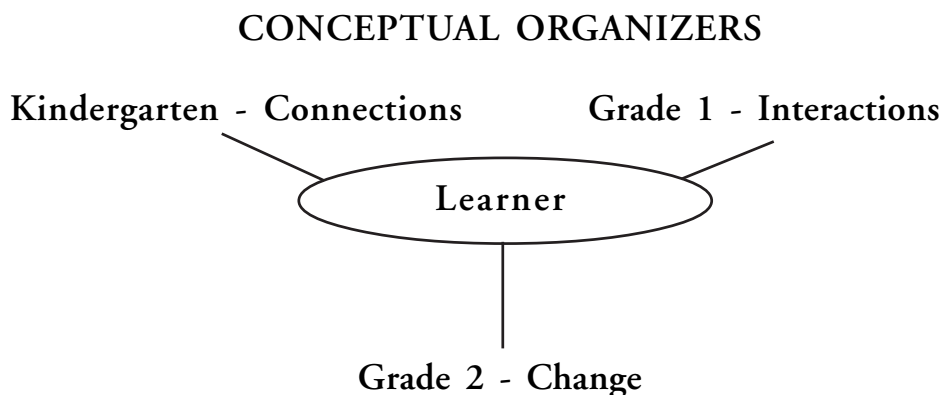 CONCEPTUAL ORGANIZERS
Kindergarten - Connections
Grade 1 - Interactions
Learner
Grade 2 - Change